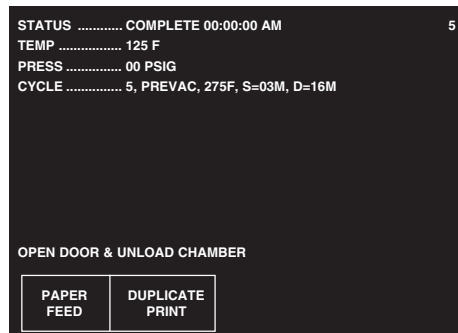 STATUS ............ COMPLETE 00:00:00 AM 5
TEMP ................. 125 F
PRESS ................ 00 PSIG
CYCLE ............... 5, PREVAC, 275F, S=03M, D=16M
OPEN DOOR & UNLOAD CHAMBER
PAPER FEED
DUPLICATE PRINT